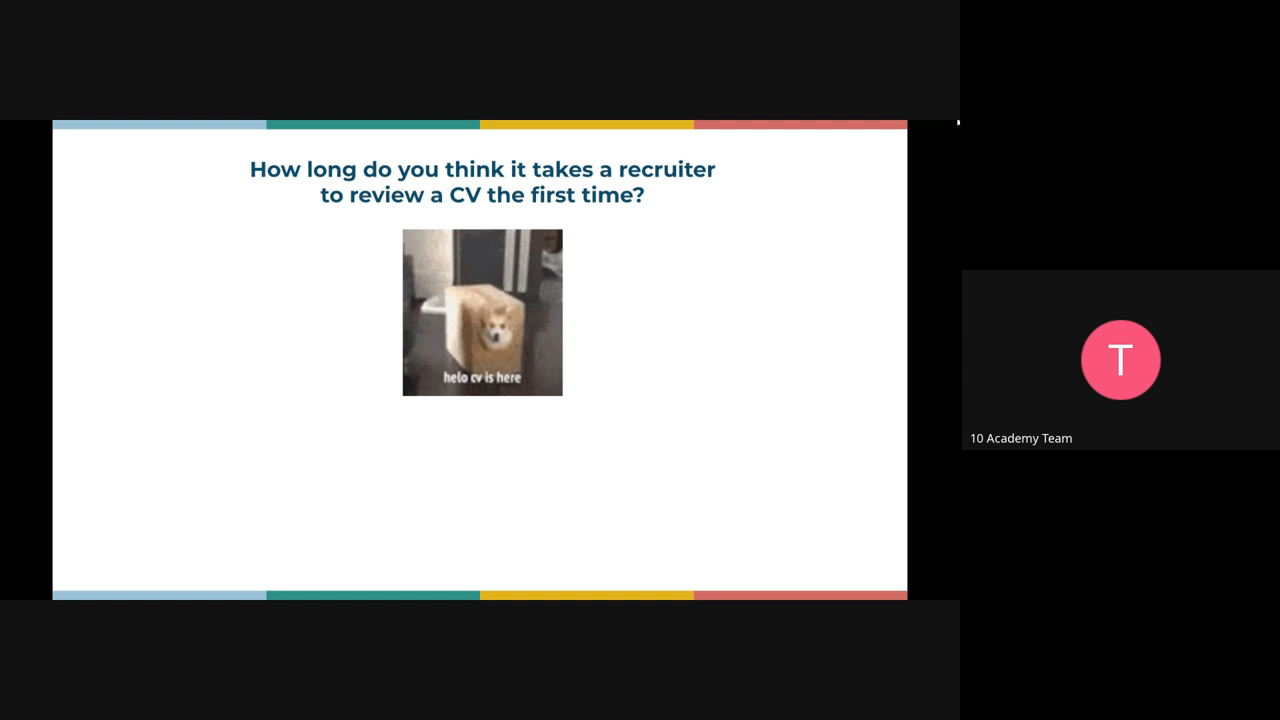 How long do you think it takes a recruiter
to review a CV the first time?
helo cv is here
T
10 Academy Team